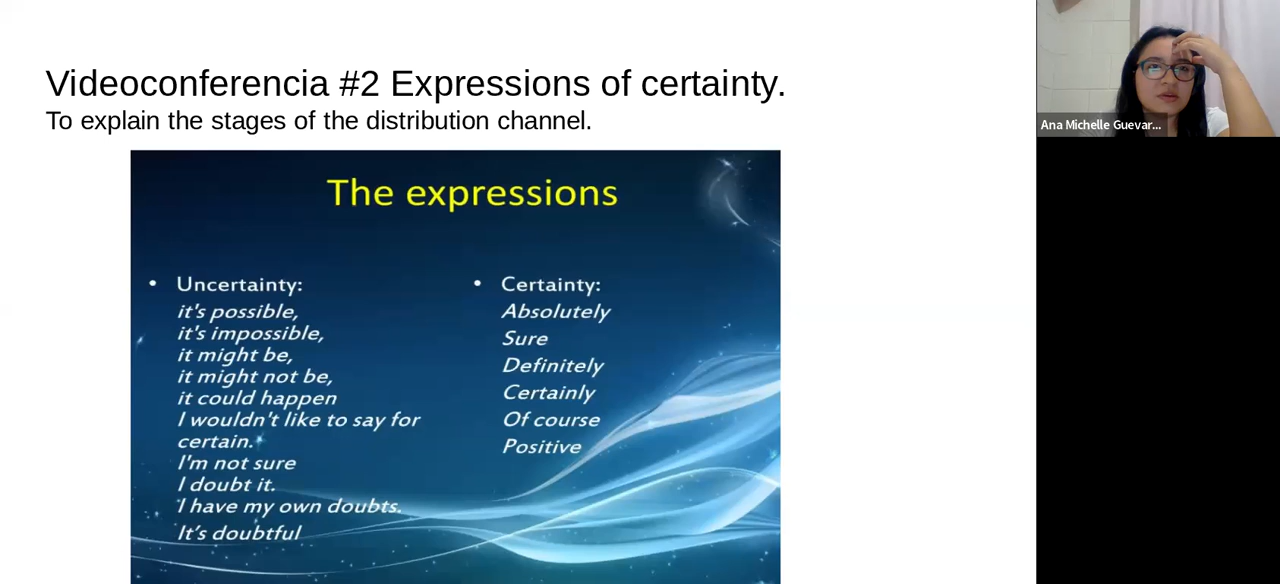 Videoconferencia #2 Expressions of certainty.
To explain the stages of the distribution channel.
The expressions
• Uncertainty:
it's possible,
it's impossible,
it might be,
it might not be,
it could happen
I wouldn't like to say for
certain.
I'm not sure
I doubt it.
I have my own doubts.
It's doubtful
• Certainty:
Absolutely
Sure
Definitely
Certainly
Of course
Positive
Ana Michelle Guevar...